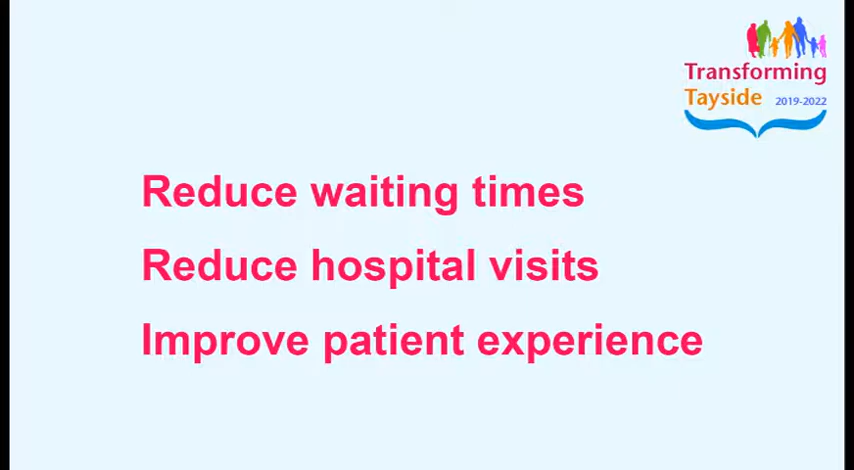 Transforming
Tayside 2019-2022
Reduce waiting times
Reduce hospital visits
Improve patient experience